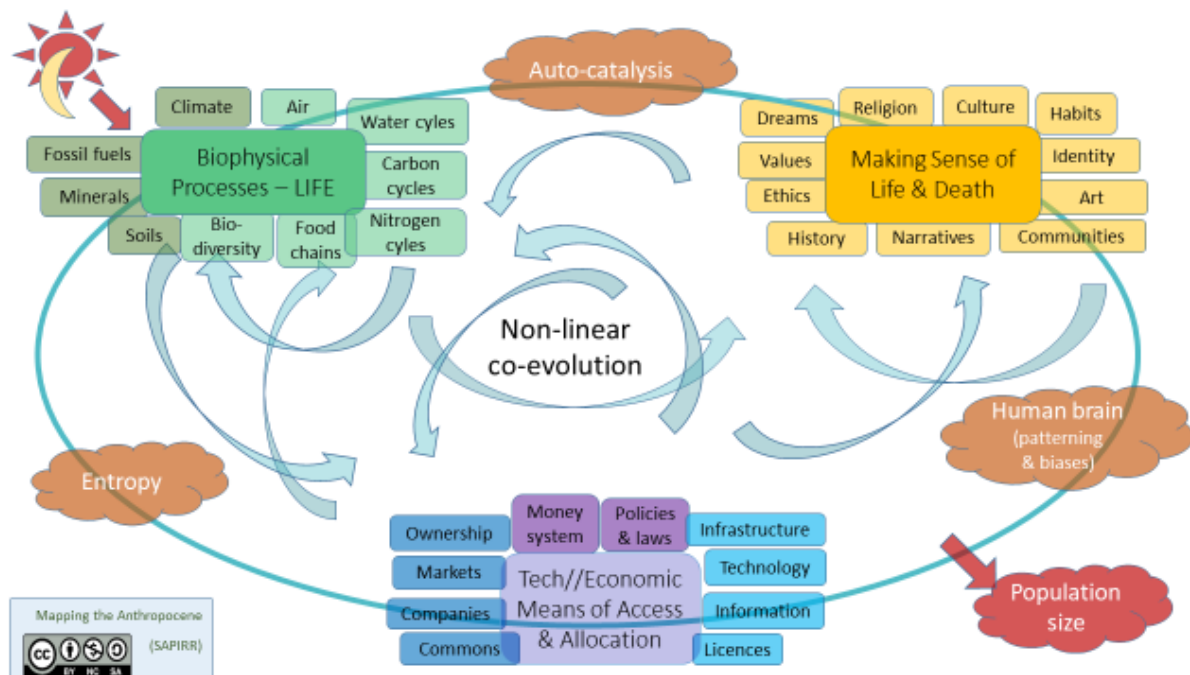 Auto-catalysis
Climate
Air
Water cyles
Fossil fuels
Biophysical
Processes – LIFE
Carbon
cycles
Minerals
Soils
Bio-
diversity
Food
chains
Nitrogen
cyles
Dreams
Religion
Culture
Habits
Values
Making Sense of
Life & Death
Identity
Ethics
Art
History
Narratives
Communities
Non-linear
co-evolution
Human brain
(patterning
& biases)
Entropy
Ownership
Money
system
Policies
& laws
Infrastructure
Markets
Tech//Economic
Means of Access
& Allocation
Technology
Companies
Information
Commons
Licences
Population
size
Mapping the Anthropocene
(SAPIRR)
cc
BY NC SA